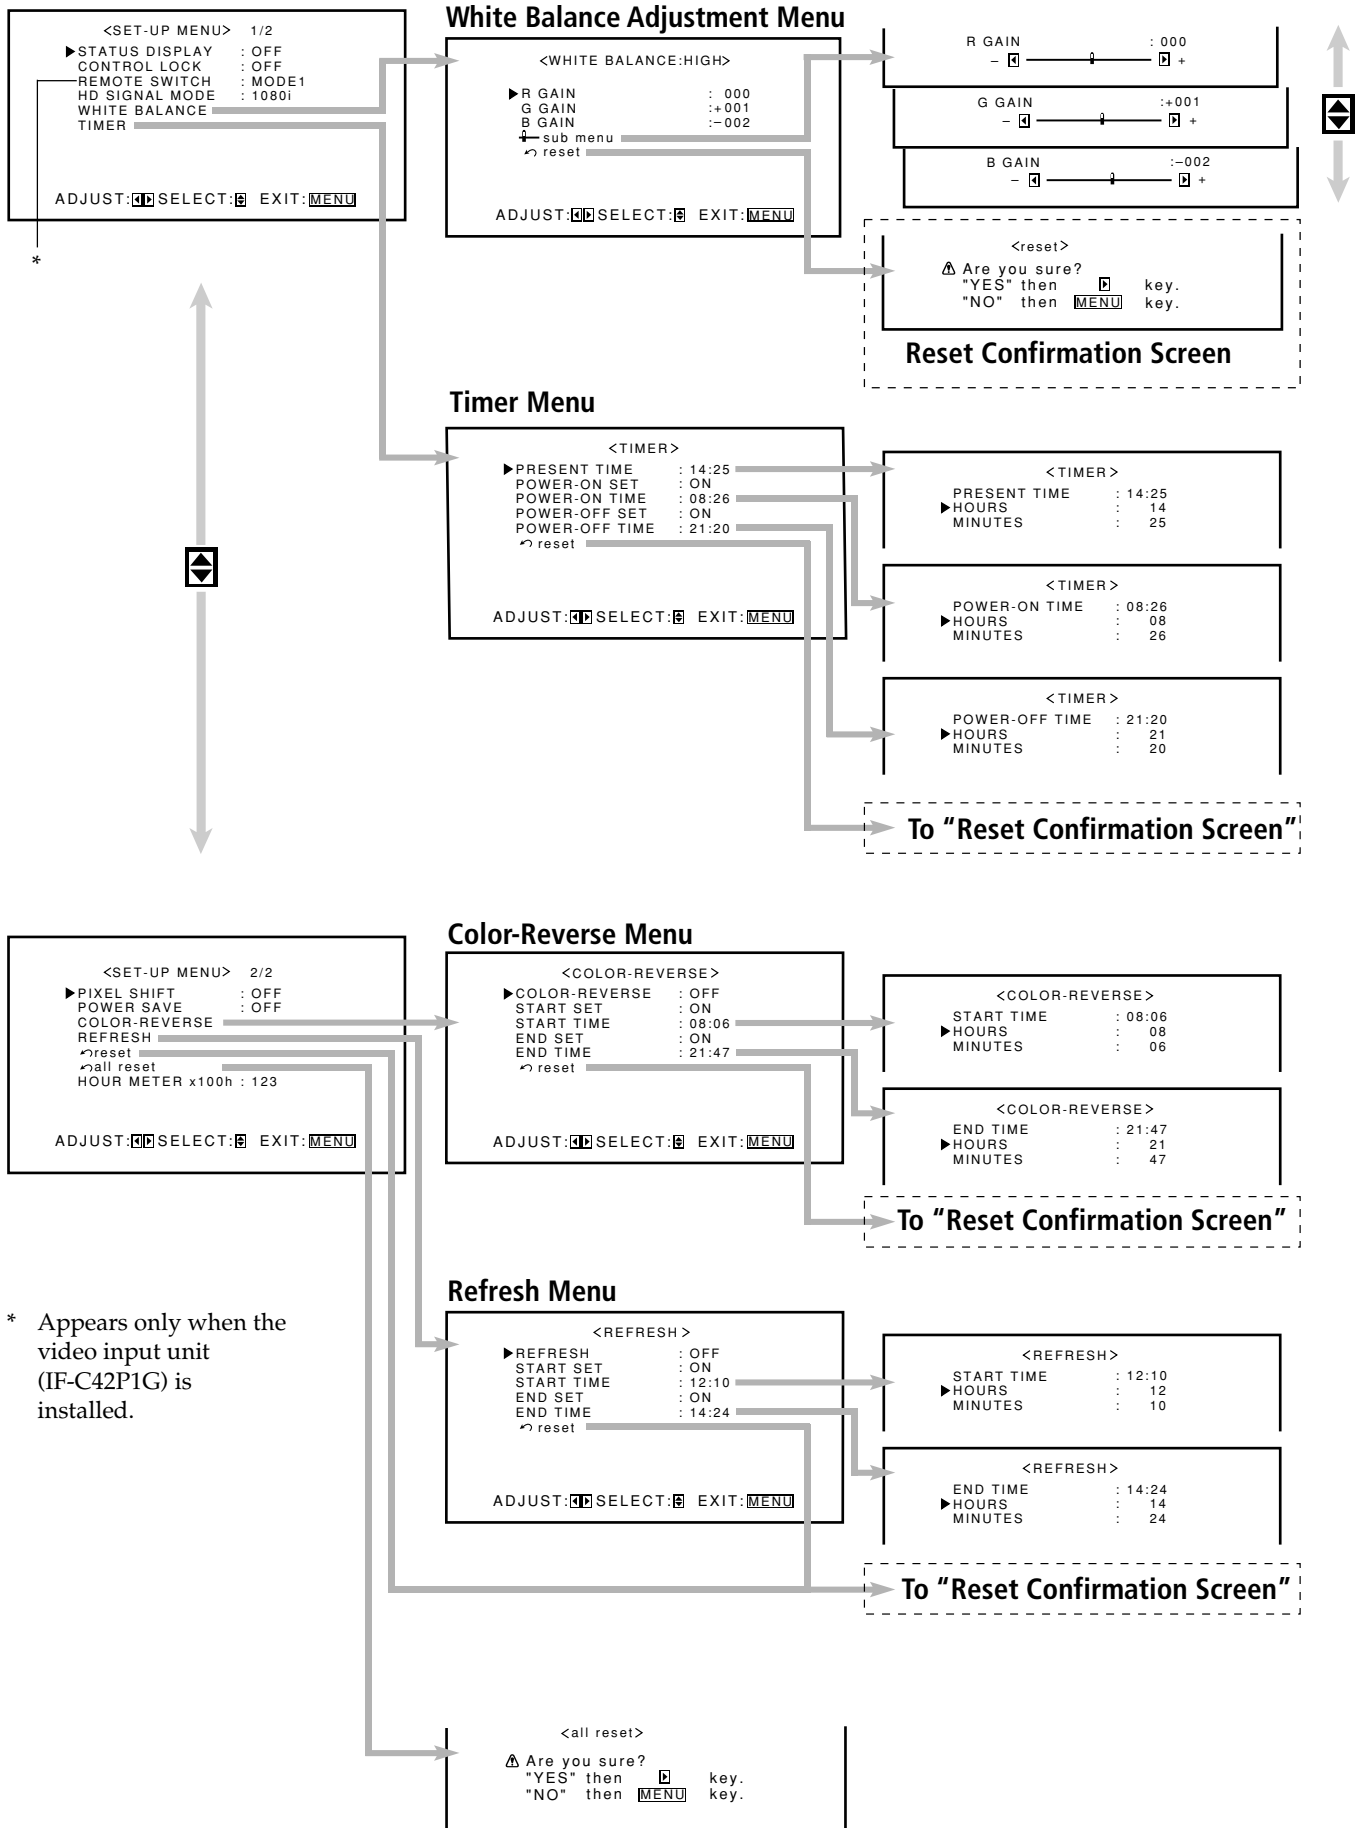 <SET-UP MENU> 1/2
▶STATUS DISPLAY : OFF
CONTROL LOCK : OFF
REMOTE SWITCH : MODE1
HD SIGNAL MODE : 1080i
WHITE BALANCE
TIMER
ADJUST:◀▶ SELECT:▲▼ EXIT:MENU
*
White Balance Adjustment Menu
<WHITE BALANCE:HIGH>
▶R GAIN : 000
G GAIN :+001
B GAIN :−002
sub menu
reset
ADJUST:◀▶ SELECT:▲▼ EXIT:MENU
R GAIN : 000
− ◀ ▶ +
G GAIN :+001
− ◀ ▶ +
B GAIN :−002
− ◀ ▶ +
<reset>
Are you sure?
"YES" then ▶ key.
"NO" then MENU key.
Reset Confirmation Screen
Timer Menu
<TIMER>
▶PRESENT TIME : 14:25
POWER-ON SET : ON
POWER-ON TIME : 08:26
POWER-OFF SET : ON
POWER-OFF TIME : 21:20
reset
ADJUST:◀▶ SELECT:▲▼ EXIT:MENU
<TIMER>
PRESENT TIME : 14:25
▶HOURS : 14
MINUTES : 25
<TIMER>
POWER-ON TIME : 08:26
▶HOURS : 08
MINUTES : 26
<TIMER>
POWER-OFF TIME : 21:20
▶HOURS : 21
MINUTES : 20
To “Reset Confirmation Screen”
<SET-UP MENU> 2/2
▶PIXEL SHIFT : OFF
POWER SAVE : OFF
COLOR-REVERSE
REFRESH
reset
all reset
HOUR METER x100h : 123
ADJUST:◀▶ SELECT:▲▼ EXIT:MENU
Color-Reverse Menu
<COLOR-REVERSE>
▶COLOR-REVERSE : OFF
START SET : ON
START TIME : 08:06
END SET : ON
END TIME : 21:47
reset
ADJUST:◀▶ SELECT:▲▼ EXIT:MENU
<COLOR-REVERSE>
START TIME : 08:06
▶HOURS : 08
MINUTES : 06
<COLOR-REVERSE>
END TIME : 21:47
▶HOURS : 21
MINUTES : 47
To “Reset Confirmation Screen”
* Appears only when the
video input unit
(IF-C42P1G) is
installed.
Refresh Menu
<REFRESH>
▶REFRESH : OFF
START SET : ON
START TIME : 12:10
END SET : ON
END TIME : 14:24
reset
ADJUST:◀▶ SELECT:▲▼ EXIT:MENU
<REFRESH>
START TIME : 12:10
▶HOURS : 12
MINUTES : 10
<REFRESH>
END TIME : 14:24
▶HOURS : 14
MINUTES : 24
To “Reset Confirmation Screen”
<all reset>
Are you sure?
"YES" then ▶ key.
"NO" then MENU key.